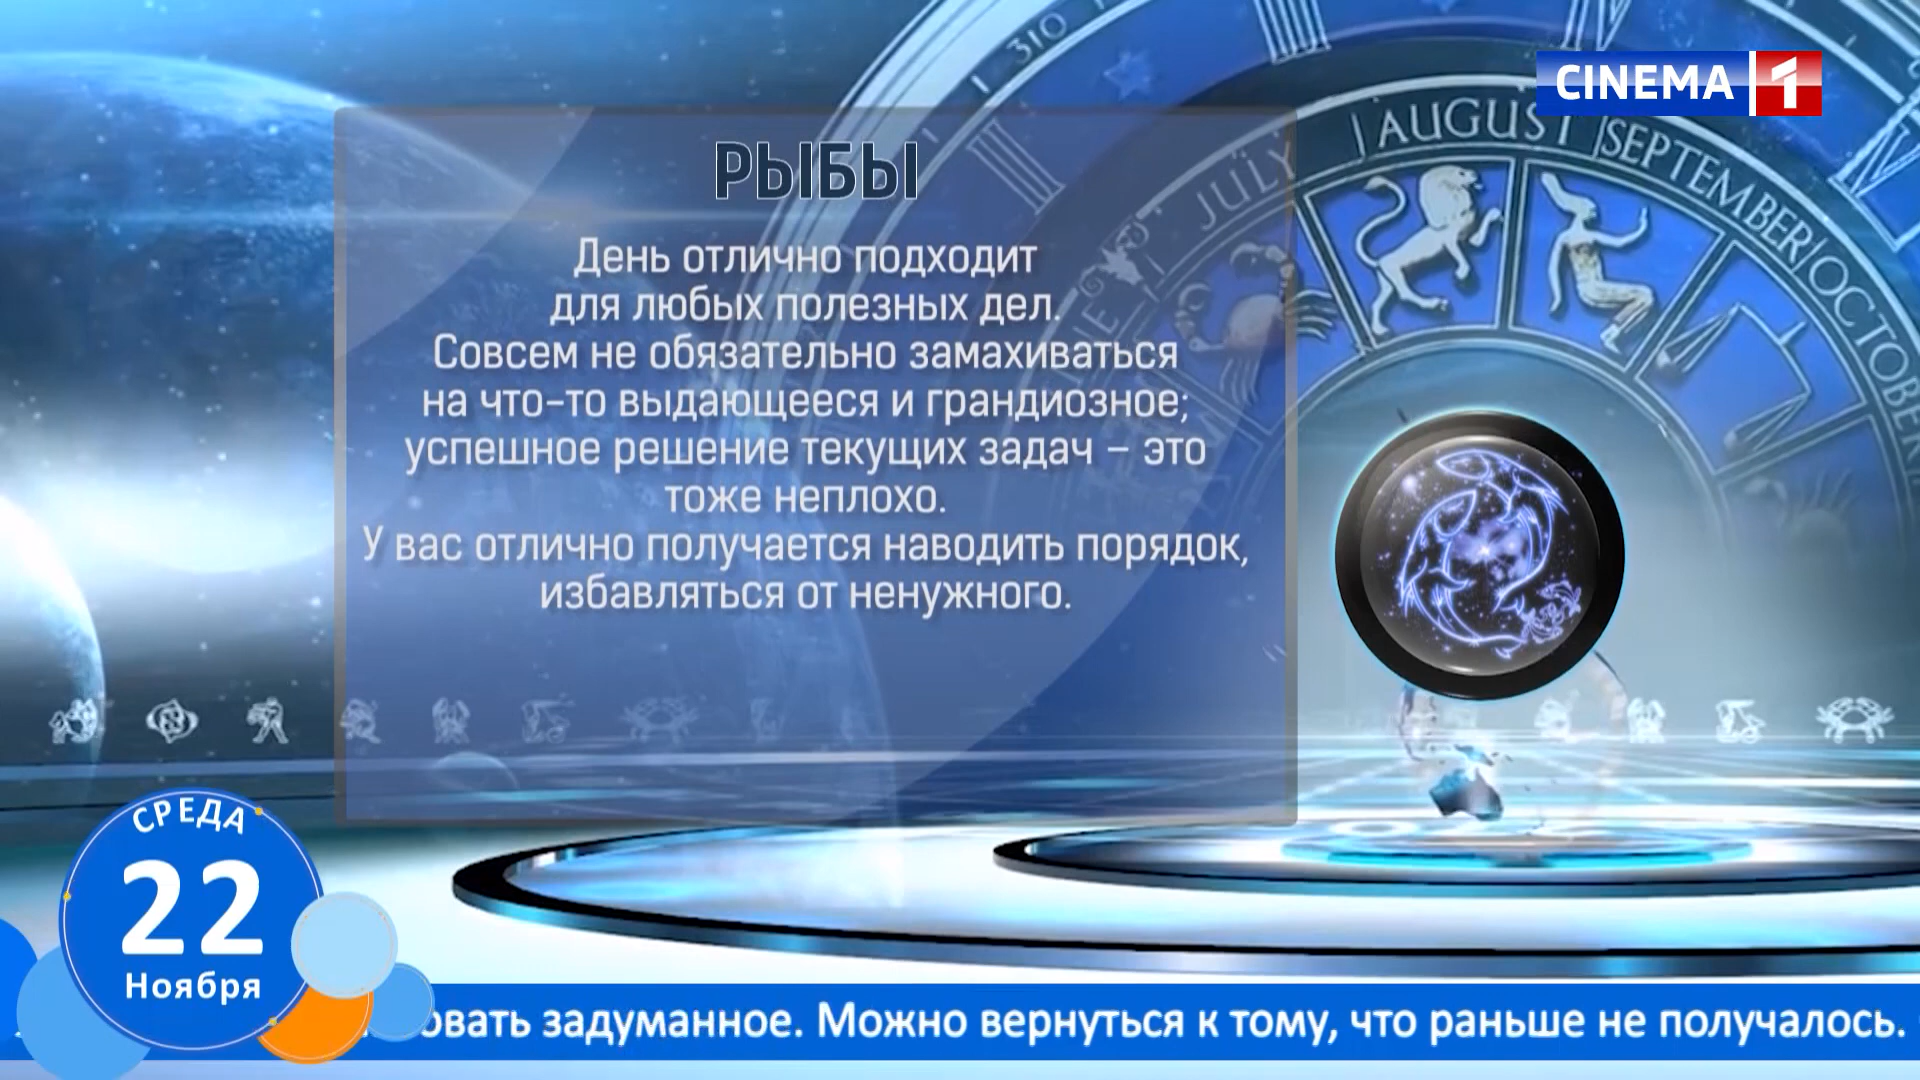 CINEMA 1
310
JULY
AUGUST
SEPTEMBER
OCTOBER
РЫБЫ
День отлично подходит
для любых полезных дел.
Совсем не обязательно замахиваться
на что-то выдающееся и грандиозное;
успешное решение текущих задач – это
тоже неплохо.
У вас отлично получается наводить порядок,
избавляться от ненужного.
СРЕДА
22
Ноября
овать задуманное. Можно вернуться к тому, что раньше не получалось.